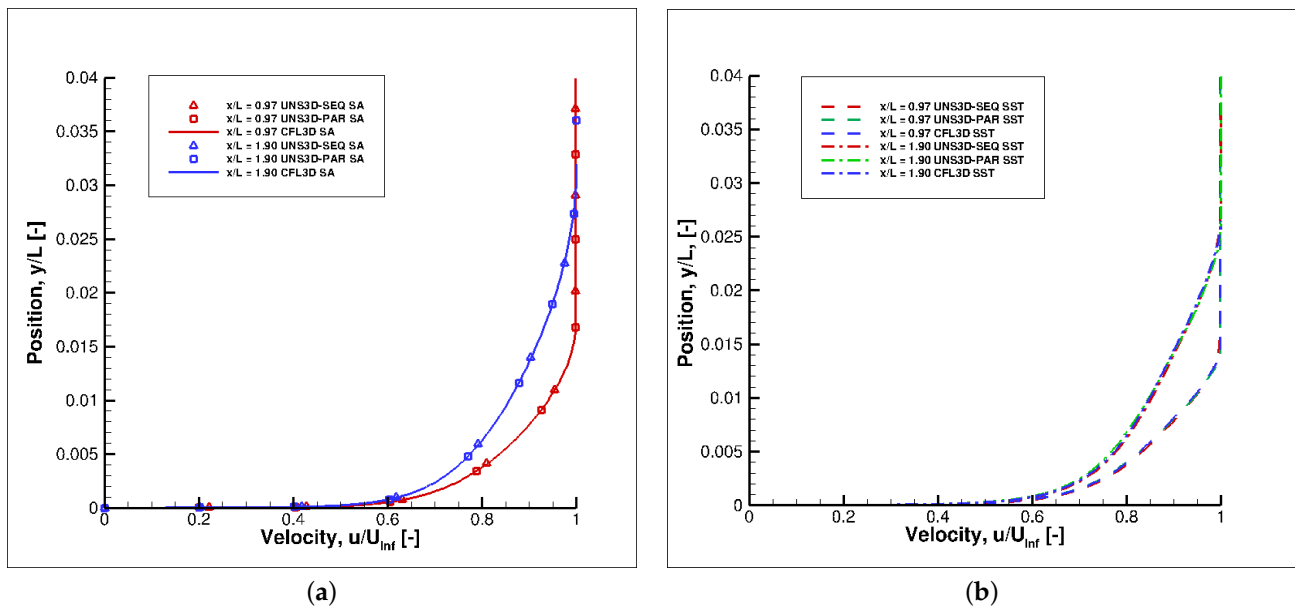 0.04
0.035
0.03
0.025
0.02
0.015
0.01
0.005
0
Position, y/L [-]
x/L = 0.97 UNS3D-SEQ SA
x/L = 0.97 UNS3D-PAR SA
x/L = 0.97 CFL3D SA
x/L = 1.90 UNS3D-SEQ SA
x/L = 1.90 UNS3D-PAR SA
x/L = 1.90 CFL3D SA
0 0.2 0.4 0.6 0.8 1
Velocity, u/U_Inf [-]
(a)
0.04
0.035
0.03
0.025
0.02
0.015
0.01
0.005
0
Position, y/L, [-]
x/L = 0.97 UNS3D-SEQ SST
x/L = 0.97 UNS3D-PAR SST
x/L = 0.97 CFL3D SST
x/L = 1.90 UNS3D-SEQ SST
x/L = 1.90 UNS3D-PAR SST
x/L = 1.90 CFL3D SST
0 0.2 0.4 0.6 0.8 1
Velocity, u/U_Inf [-]
(b)